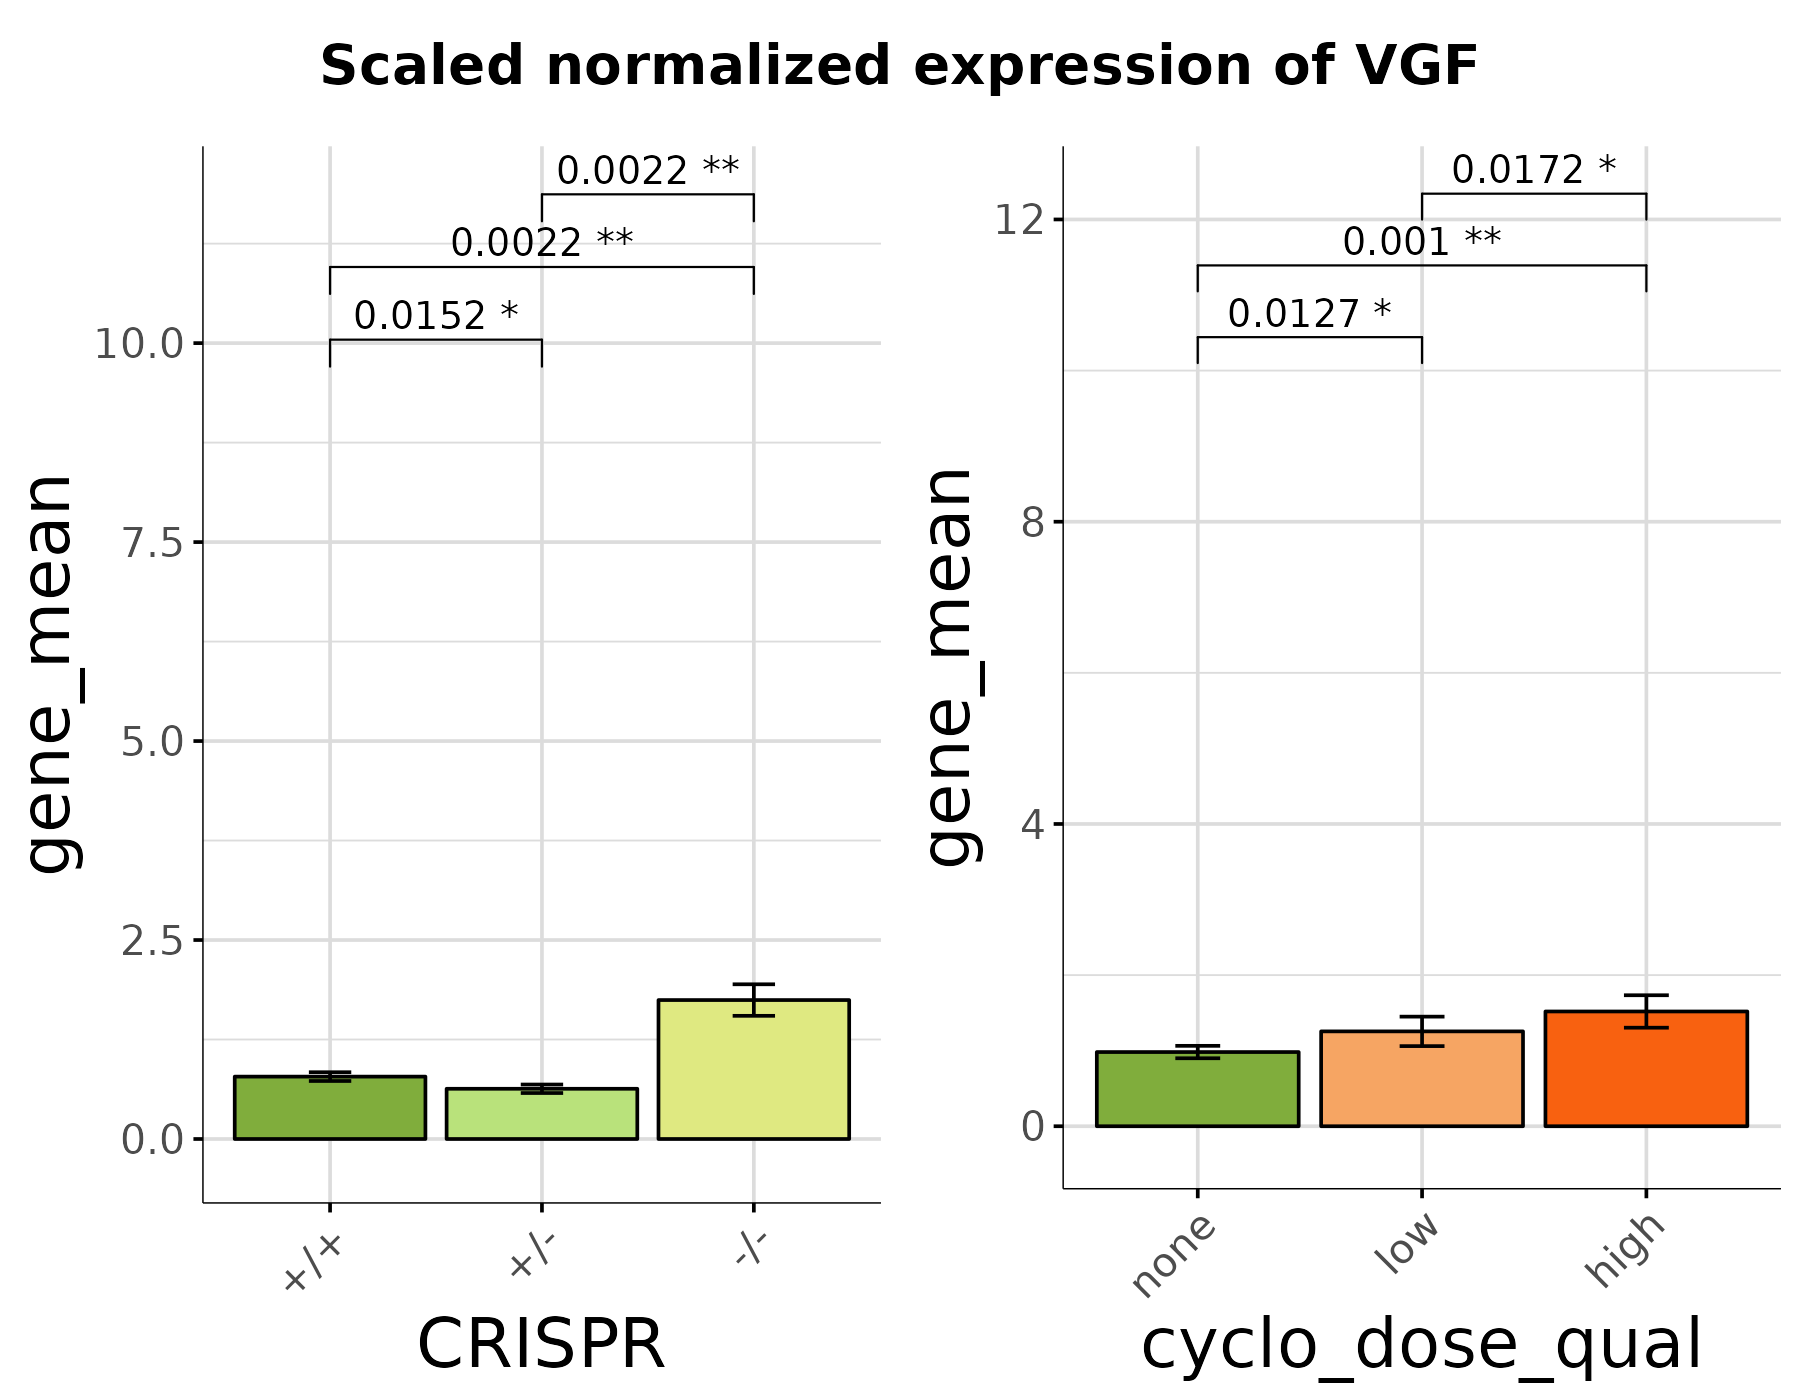 Scaled normalized expression of VGF
gene_mean
10.0
7.5
5.0
2.5
0.0
0.0022 **
0.0022 **
0.0152 *
+/+
+/-
-/-
CRISPR
gene_mean
12
8
4
0
0.0172 *
0.001 **
0.0127 *
none
low
high
cyclo_dose_qual